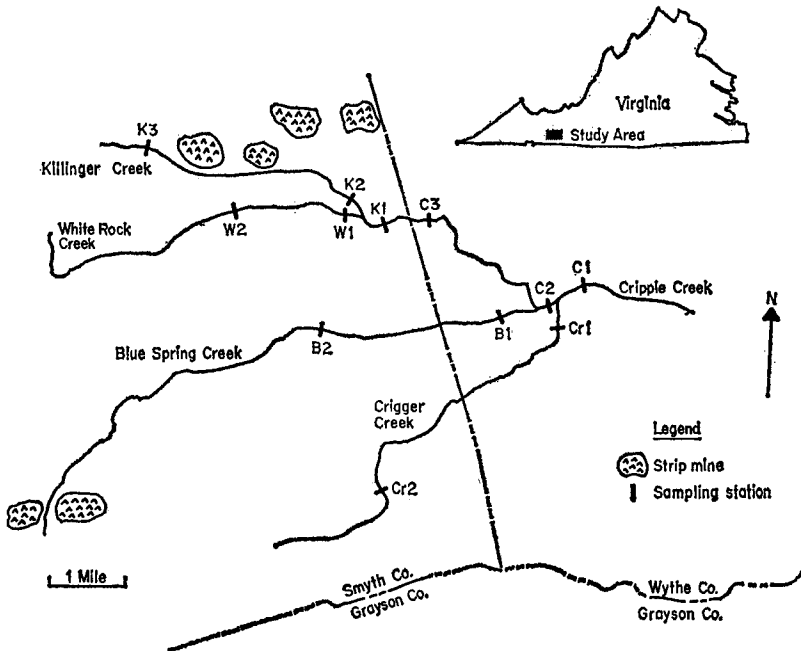 Virginia
Study Area
K3
Killinger Creek
K2
K1
C3
W2
W1
White Rock
Creek
C1
C2
Cripple Creek
N
B1
Cr1
B2
Blue Spring Creek
Crigger
Creek
Cr2
Legend
Strip mine
Sampling station
1 Mile
Smyth Co.
Grayson Co.
Wythe Co.
Grayson Co.